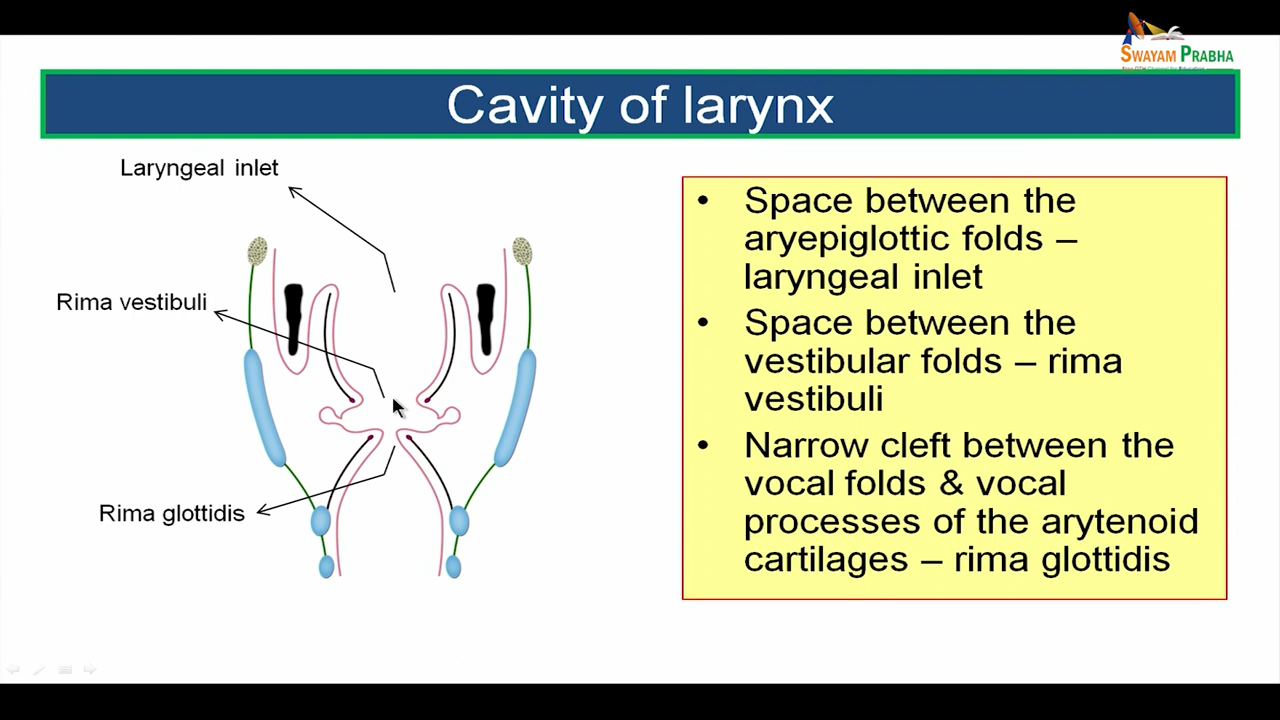 SWAYAM PRABHA
Cavity of larynx
Laryngeal inlet
Rima vestibuli
Rima glottidis
• Space between the
aryepiglottic folds –
laryngeal inlet
• Space between the
vestibular folds – rima
vestibuli
• Narrow cleft between the
vocal folds & vocal
processes of the arytenoid
cartilages – rima glottidis